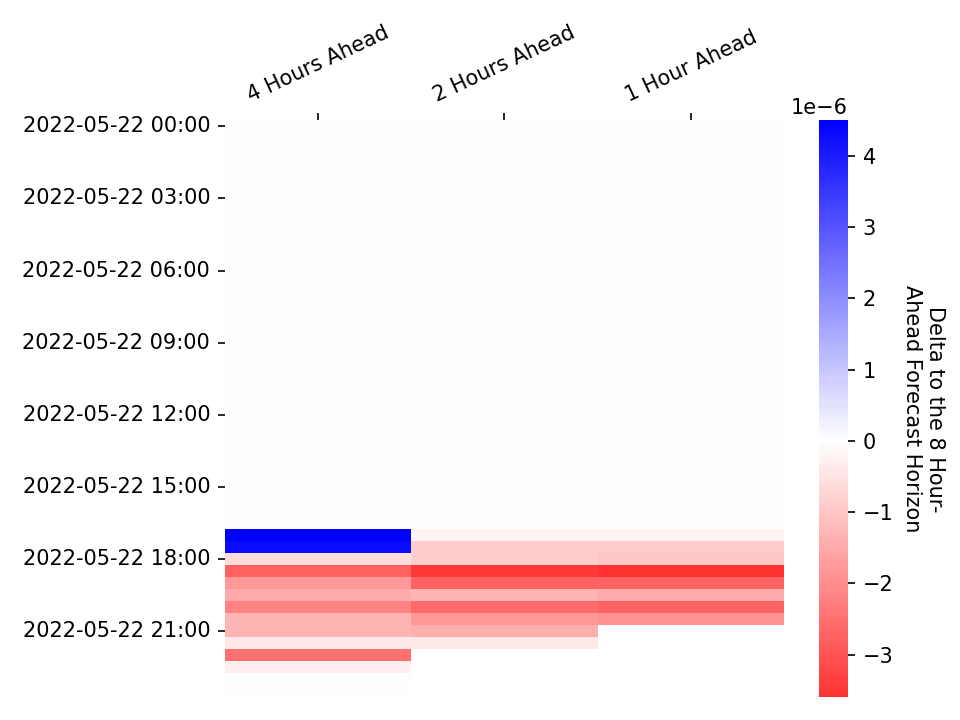 4 Hours Ahead
2 Hours Ahead
1 Hour Ahead
1e−6
2022-05-22 00:00
2022-05-22 03:00
2022-05-22 06:00
2022-05-22 09:00
2022-05-22 12:00
2022-05-22 15:00
2022-05-22 18:00
2022-05-22 21:00
4
3
2
1
0
−1
−2
−3
Delta to the 8 Hour-
Ahead Forecast Horizon